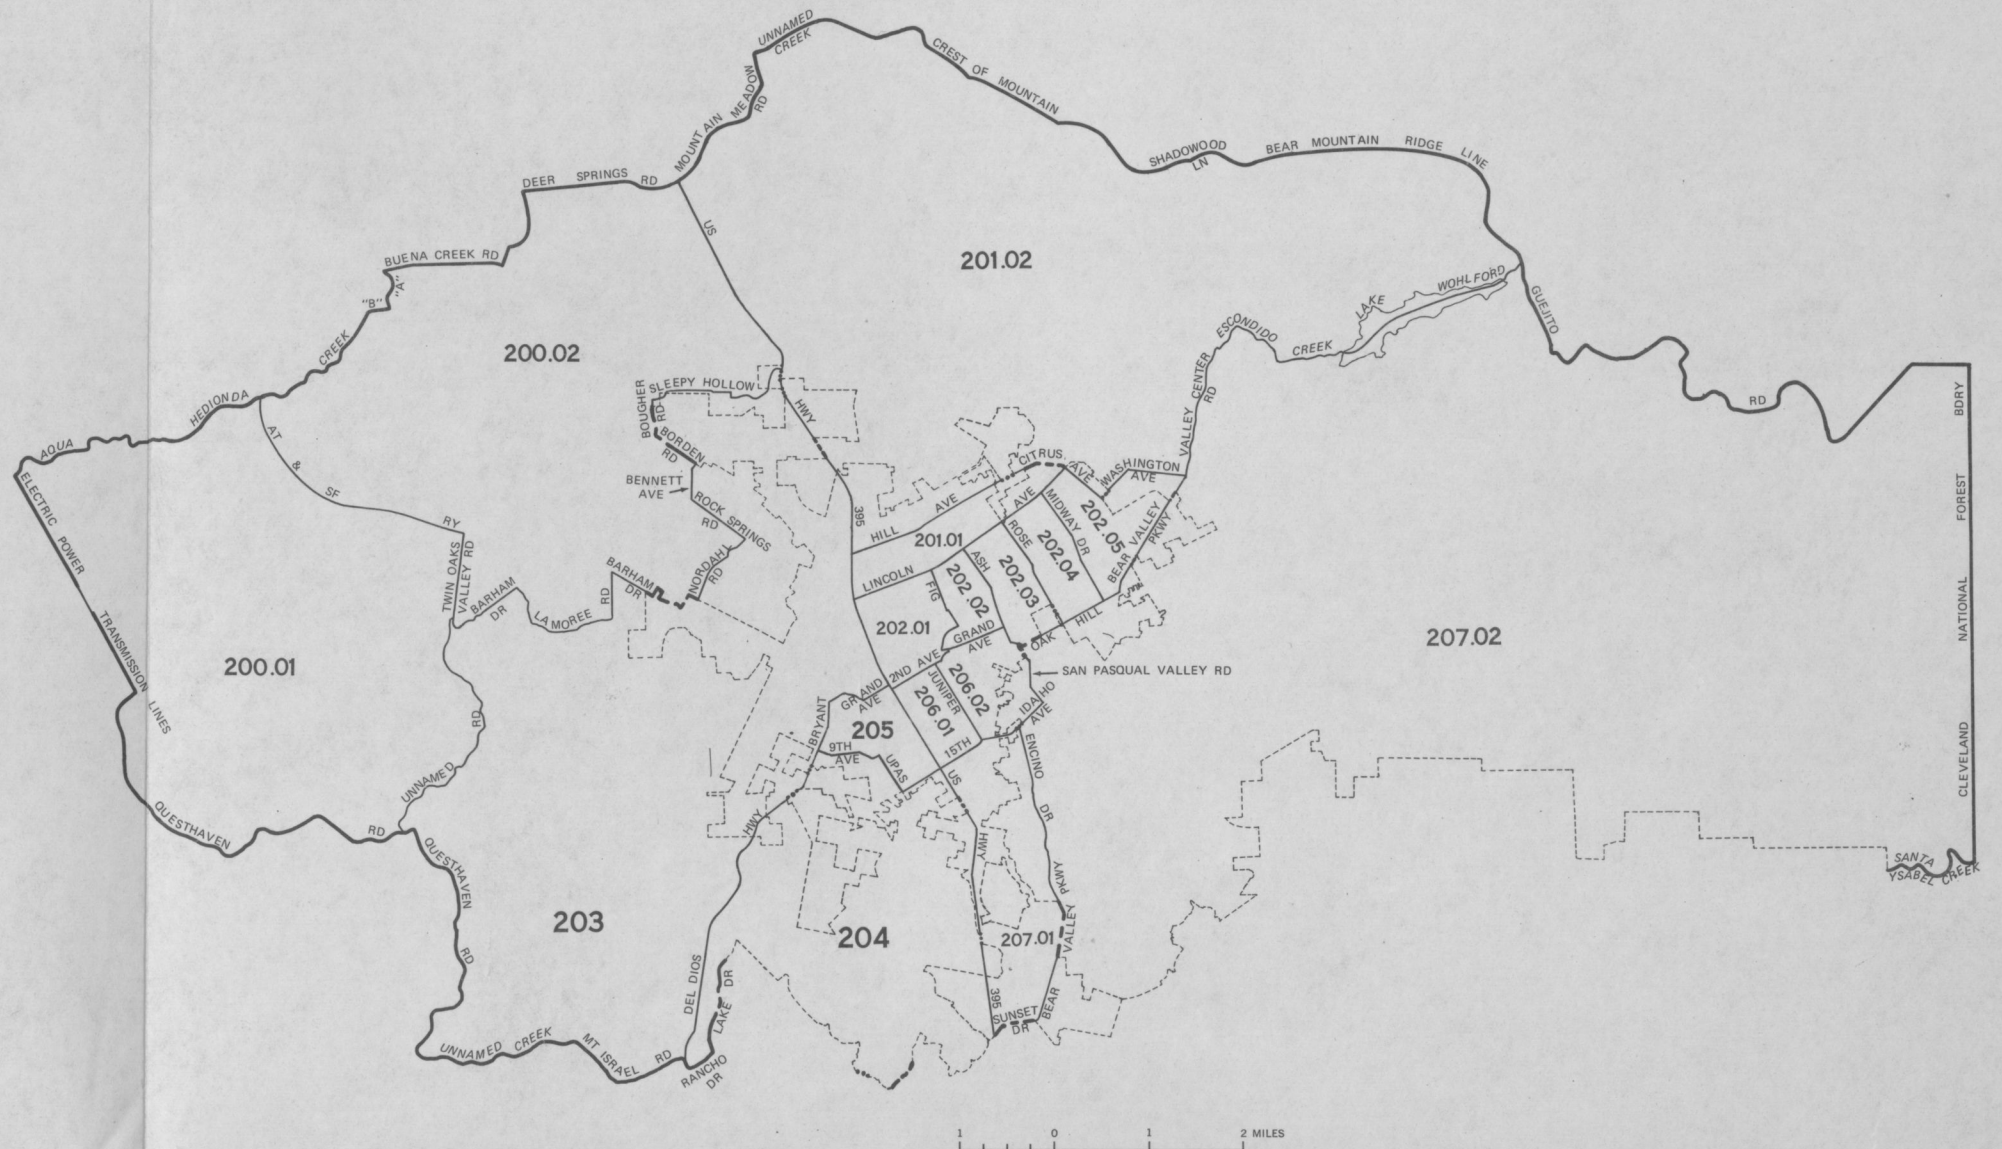 UNNAMED
CREEK
CREST OF MOUNTAIN
MOUNTAIN MEADOW
RD
SHADOWOOD
LN
BEAR MOUNTAIN RIDGE LINE
DEER SPRINGS RD
US
BUENA CREEK RD
"A"
"B"
201.02
LAKE WOHLFORD
GUEJITO
ESCONDIDO
CREEK
CREEK
200.02
VALLEY CENTER
RD
HEDIONDA
SLEEPY HOLLOW
BOUGHER
RD
HWY
RD
CLEVELAND NATIONAL FOREST BDRY
AQUA
AT & SF RY
BORDEN
RD
CITRUS AVE
WASHINGTON
AVE
ELECTRIC POWER TRANSMISSION LINES
BENNETT
AVE
ROCK SPRINGS
RD
395
HILL AVE
AVE
MIDWAY DR
202.05
BEAR VALLEY
PKWY
201.01
ROSE
202.04
TWIN OAKS
VALLEY RD
BARHAM
DR
LA MOREE RD
BARHAM
DR
NORDAHL
RD
LINCOLN
FIG
ASH
202.02
202.03
202.01
GRAND
AVE
OAK HILL
207.02
200.01
2ND AVE
SAN PASQUAL VALLEY RD
GRAND
AVE
JUNIPER
206.02
206.01
IDAHO
AVE
RD
BRYANT
205
9TH
AVE
UPAS
15TH
ENCINO DR
UNNAMED
US
HWY
HWY
QUESTHAVEN RD
QUESTHAVEN
RD
PKWY
SANTA
YSABEL CREEK
203
204
207.01
VALLEY
DEL DIOS
LAKE DR
395
BEAR
SUNSET
DR
UNNAMED CREEK
MT ISRAEL RD
RANCHO
DR
1 0 1 2 MILES